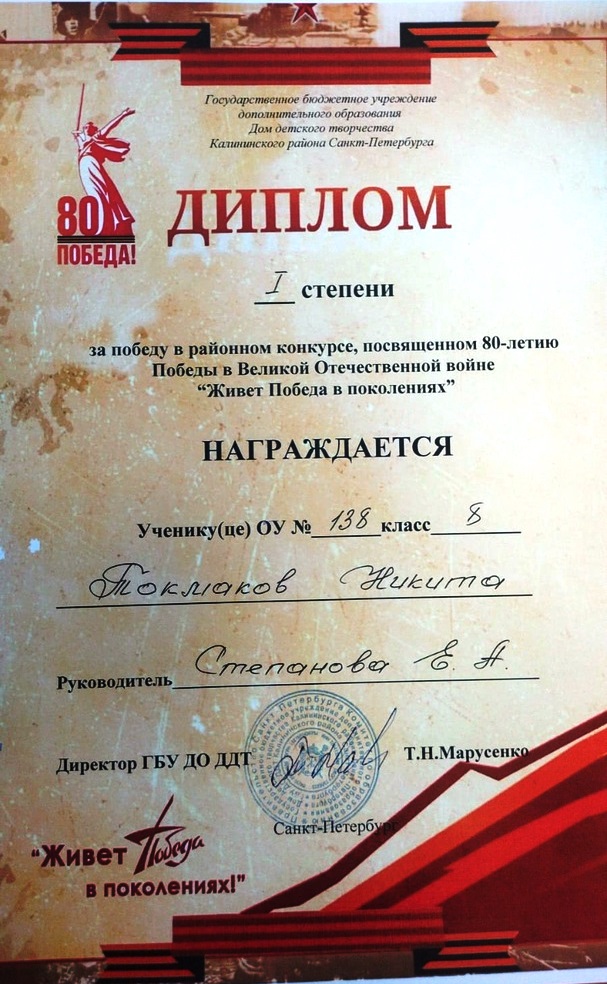 Государственное бюджетное учреждение
дополнительного образования
Дом детского творчества
Калининского района Санкт-Петербурга
80
ПОБЕДА!
ДИПЛОМ
I степени
за победу в районном конкурсе, посвященном 80-летию
Победы в Великой Отечественной войне
“Живет Победа в поколениях”
НАГРАЖДАЕТСЯ
Ученику(це) ОУ № 138 класс 8
Токмаков Никита
Руководитель Степанова Е. А.
Директор ГБУ ДО ДДТ Т.Н.Марусенко
Санкт-Петербург
“Живет Победа
в поколениях!”